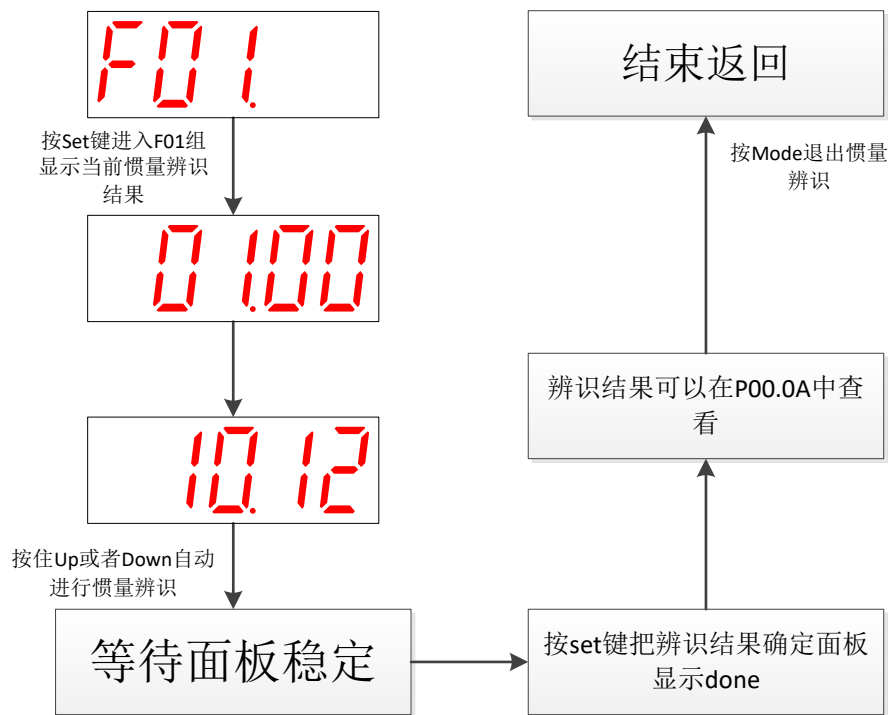 F01.
按Set键进入F01组
显示当前惯量辨识
结果
01.00
10.12
按住Up或者Down自动
进行惯量辨识
等待面板稳定
按set键把辨识结果确定面板
显示done
辨识结果可以在P00.0A中查
看
按Mode退出惯量
辨识
结束返回